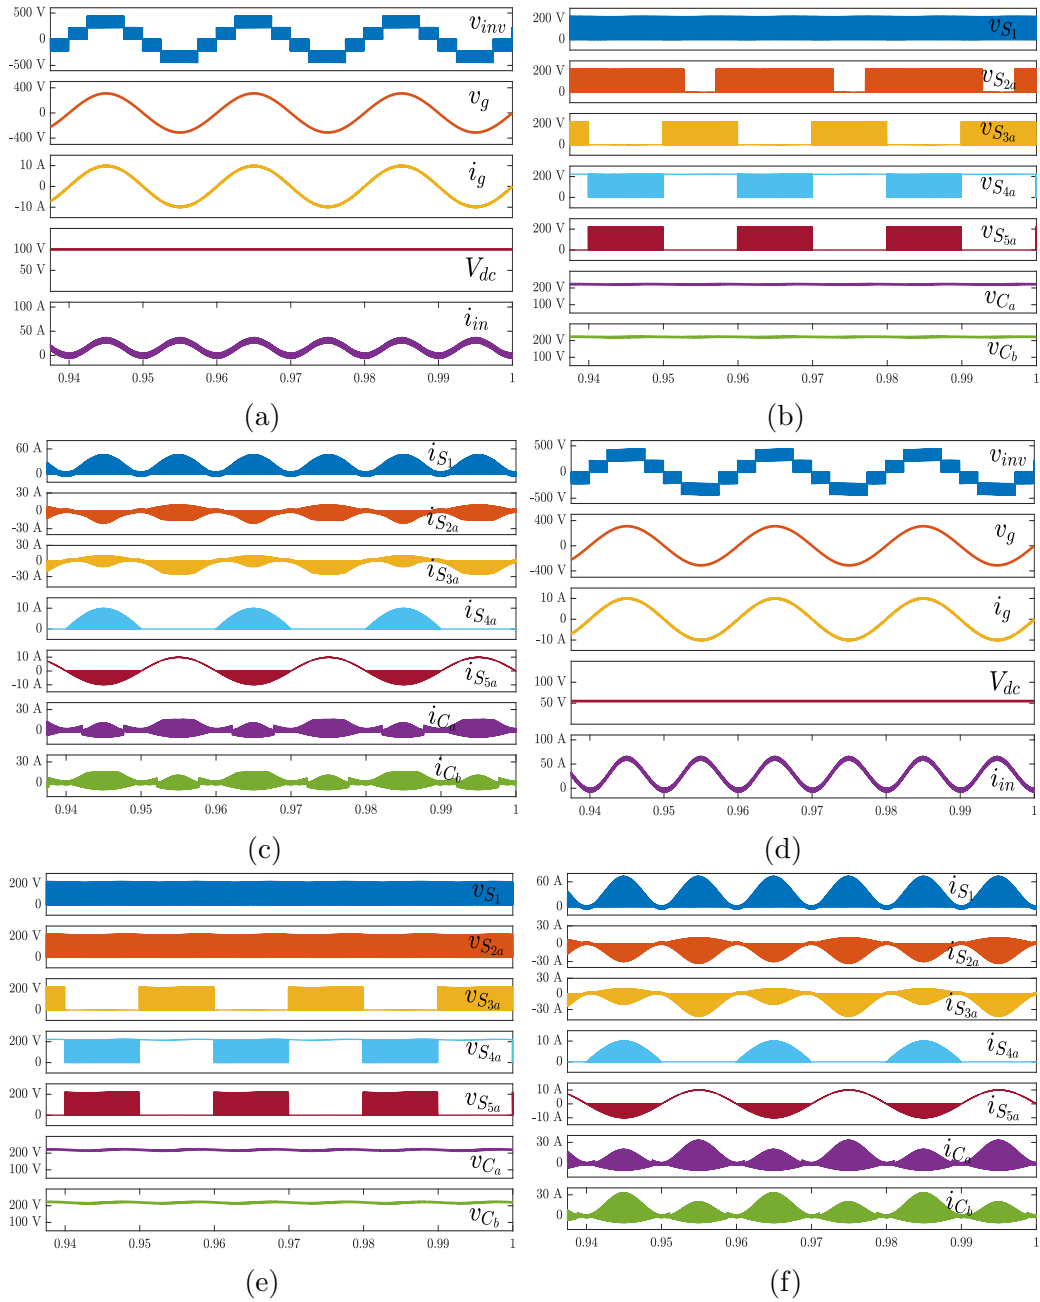 500 V
0
-500 V
v_inv
400 V
0
-400 V
v_g
10 A
0
-10 A
i_g
100 V
50 V
V_dc
100 A
50 A
0
i_in
0.94 0.95 0.96 0.97 0.98 0.99 1
(a)
200 V
0
v_S1
200 V
0
v_S2a
200 V
0
v_S3a
200 V
0
v_S4a
200 V
0
v_S5a
200 V
100 V
v_Ca
200 V
100 V
v_Cb
0.94 0.95 0.96 0.97 0.98 0.99 1
(b)
60 A
0
i_S1
30 A
0
-30 A
i_S2a
30 A
0
-30 A
i_S3a
10 A
0
i_S4a
10 A
0
-10 A
i_S5a
30 A
0
i_Ca
30 A
0
i_Cb
0.94 0.95 0.96 0.97 0.98 0.99 1
(c)
500 V
0
-500 V
v_inv
400 V
0
-400 V
v_g
10 A
0
-10 A
i_g
100 V
50 V
V_dc
100 A
50 A
0
i_in
0.94 0.95 0.96 0.97 0.98 0.99 1
(d)
200 V
0
v_S1
200 V
0
v_S2a
200 V
0
v_S3a
200 V
0
v_S4a
200 V
0
v_S5a
200 V
100 V
v_Ca
200 V
100 V
v_Cb
0.94 0.95 0.96 0.97 0.98 0.99 1
(e)
60 A
0
i_S1
30 A
0
-30 A
i_S2a
30 A
0
-30 A
i_S3a
10 A
0
i_S4a
10 A
0
-10 A
i_S5a
30 A
0
i_Ca
30 A
0
i_Cb
0.94 0.95 0.96 0.97 0.98 0.99 1
(f)